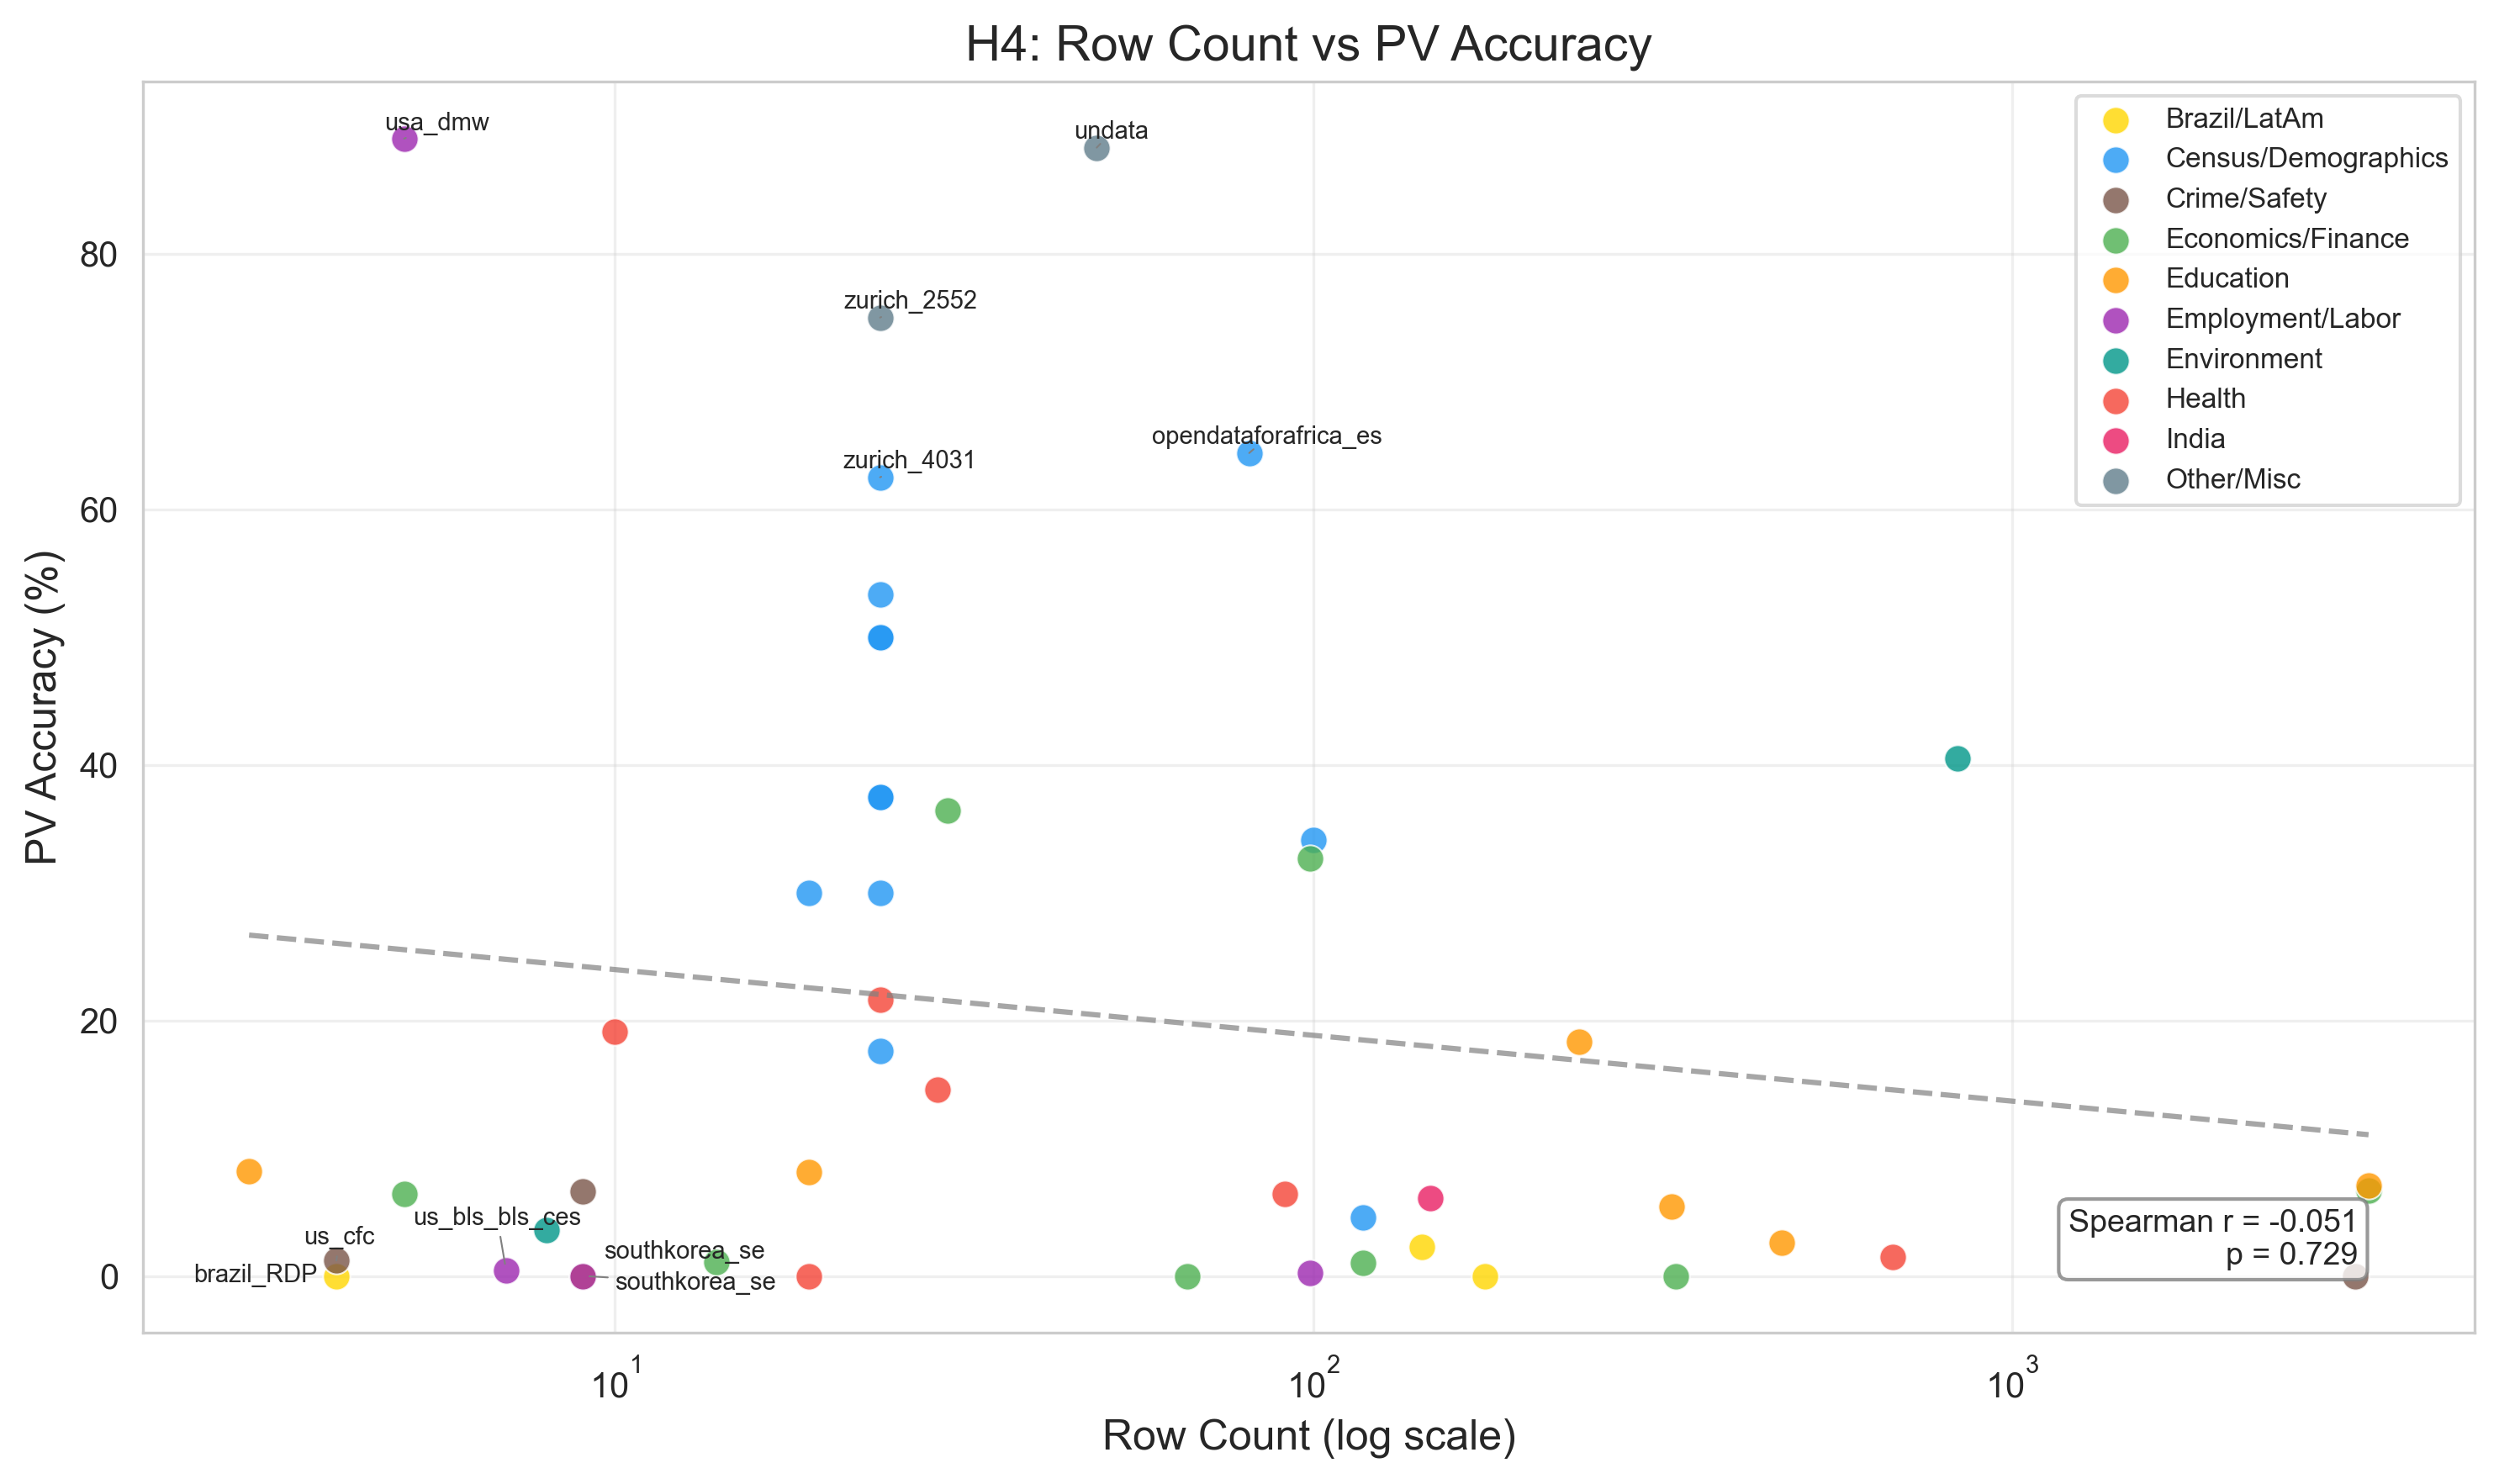 H4: Row Count vs PV Accuracy
usa_dmw
undata
zurich_2552
opendataforafrica_es
zurich_4031
us_bls_bls_ces
us_cfc
southkorea_se
brazil_RDP
southkorea_se
Brazil/LatAm
Census/Demographics
Crime/Safety
Economics/Finance
Education
Employment/Labor
Environment
Health
India
Other/Misc
Spearman r = -0.051
p = 0.729
PV Accuracy (%)
80
60
40
20
0
10^1
10^2
10^3
Row Count (log scale)